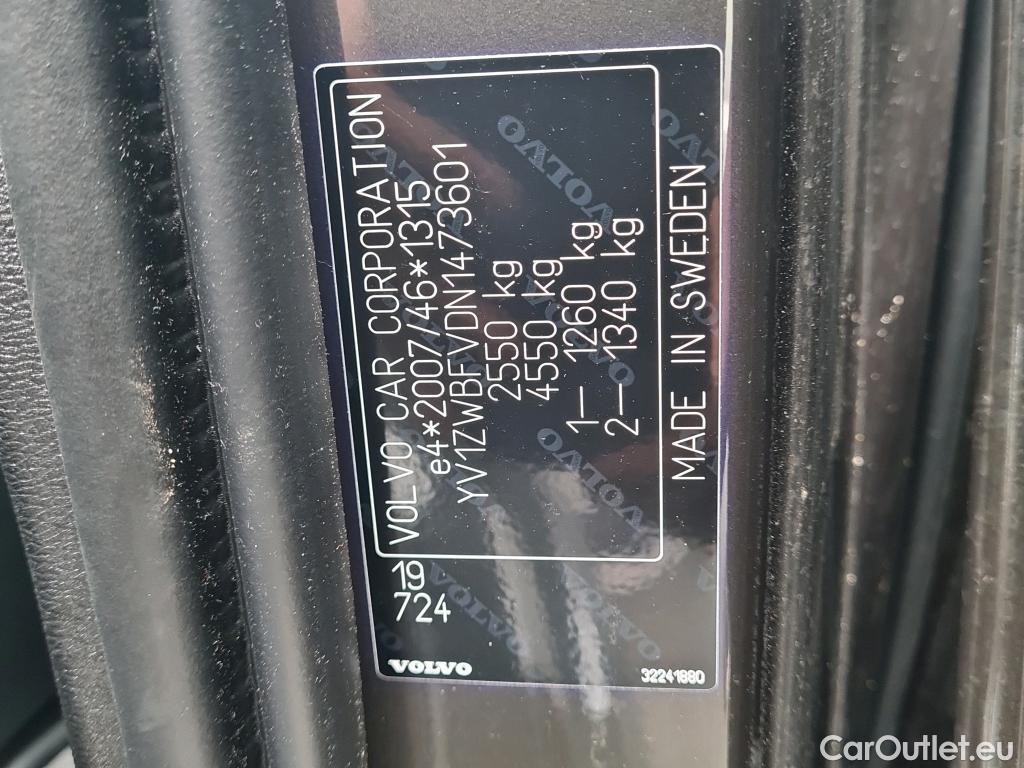 VOLVO CAR CORPORATION
e4*2007/46*1315
YV1ZWBFVDN1473601
2550 kg
4550 kg
1— 1260 kg
2— 1340 kg
MADE IN SWEDEN
19
724
VOLVO
32241880
CarOutlet.eu